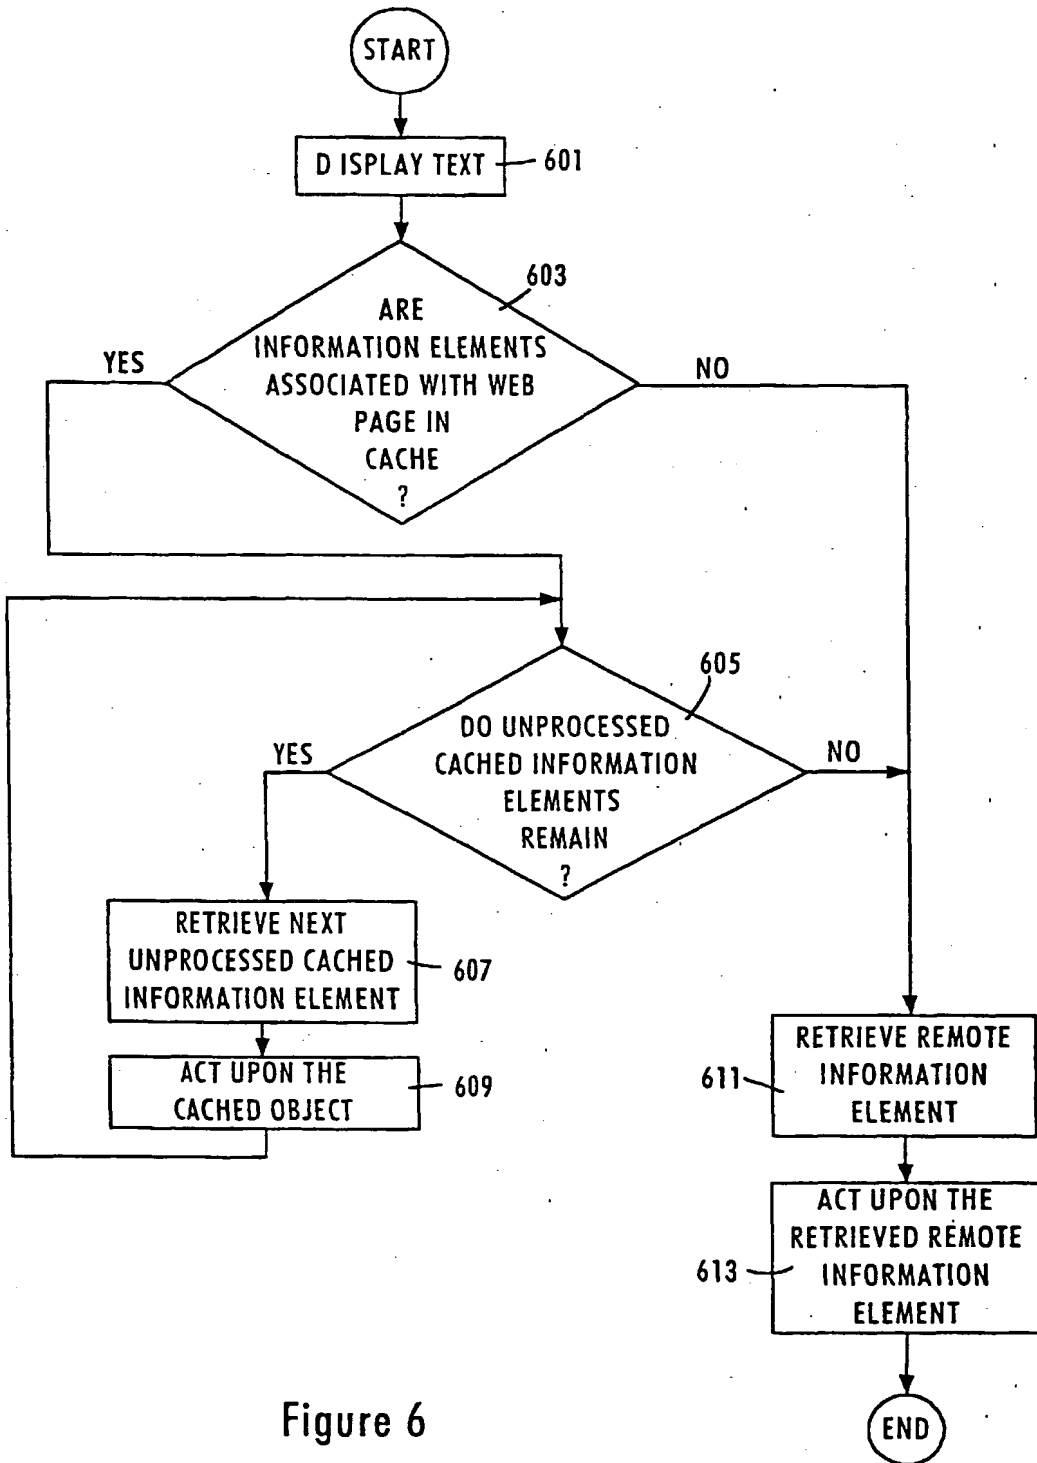 START
D ISPLAY TEXT
601
603
ARE
INFORMATION ELEMENTS
ASSOCIATED WITH WEB
PAGE IN
CACHE
?
YES
NO
605
DO UNPROCESSED
CACHED INFORMATION
ELEMENTS
REMAIN
?
YES
NO
RETRIEVE NEXT
UNPROCESSED CACHED
INFORMATION ELEMENT
607
ACT UPON THE
CACHED OBJECT
609
RETRIEVE REMOTE
INFORMATION
ELEMENT
611
ACT UPON THE
RETRIEVED REMOTE
INFORMATION
ELEMENT
613
END
Figure 6